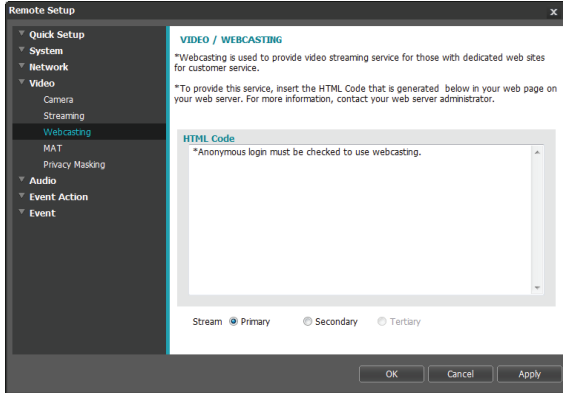 Remote Setup
x
Quick Setup
System
Network
Video
Camera
Streaming
Webcasting
MAT
Privacy Masking
Audio
Event Action
Event
VIDEO / WEBCASTING
*Webcasting is used to provide video streaming service for those with dedicated web sites
for customer service.
*To provide this service, insert the HTML Code that is generated below in your web page on
your web server. For more information, contact your web server administrator.
HTML Code
*Anonymous login must be checked to use webcasting.
Stream Primary Secondary Tertiary
OK Cancel Apply